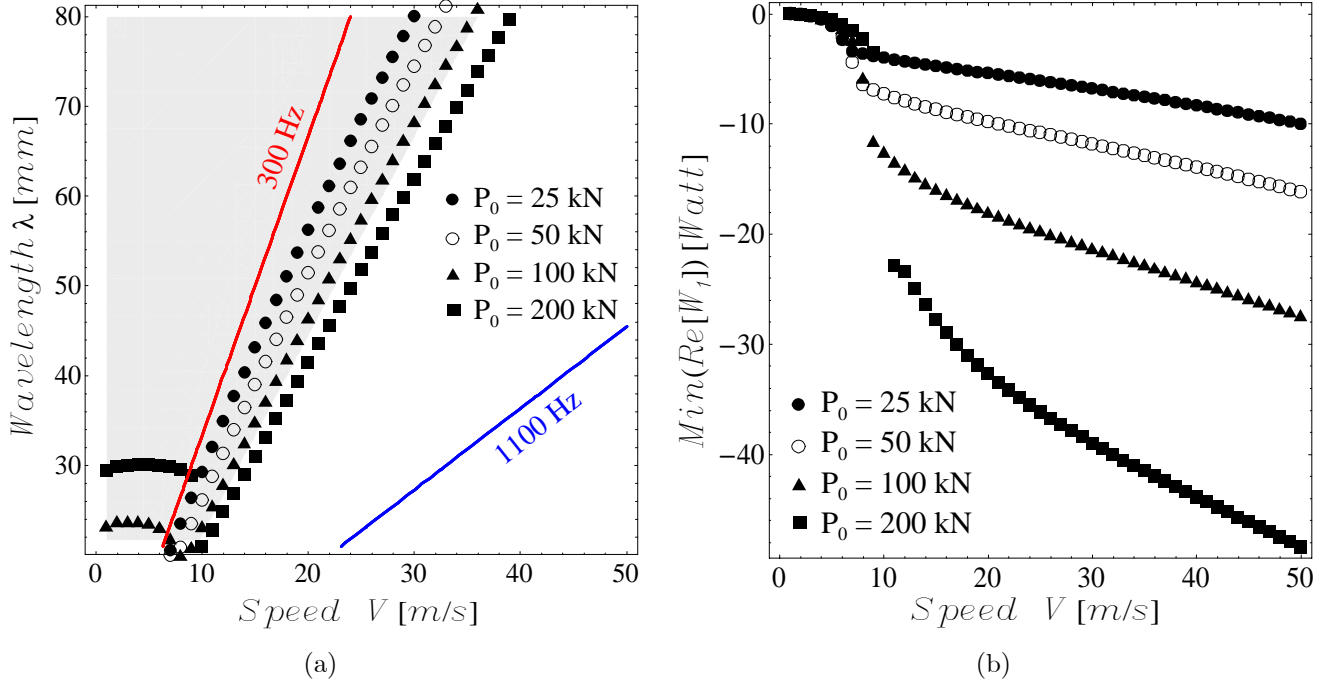 80
70
60
50
40
30
0
10
20
30
40
50
Wavelength λ [mm]
Speed V [m/s]
300 Hz
1100 Hz
P0 = 25 kN
P0 = 50 kN
P0 = 100 kN
P0 = 200 kN
(a)
0
-10
-20
-30
-40
10
20
30
40
50
Min(Re[W1]) [Watt]
Speed V [m/s]
P0 = 25 kN
P0 = 50 kN
P0 = 100 kN
P0 = 200 kN
(b)